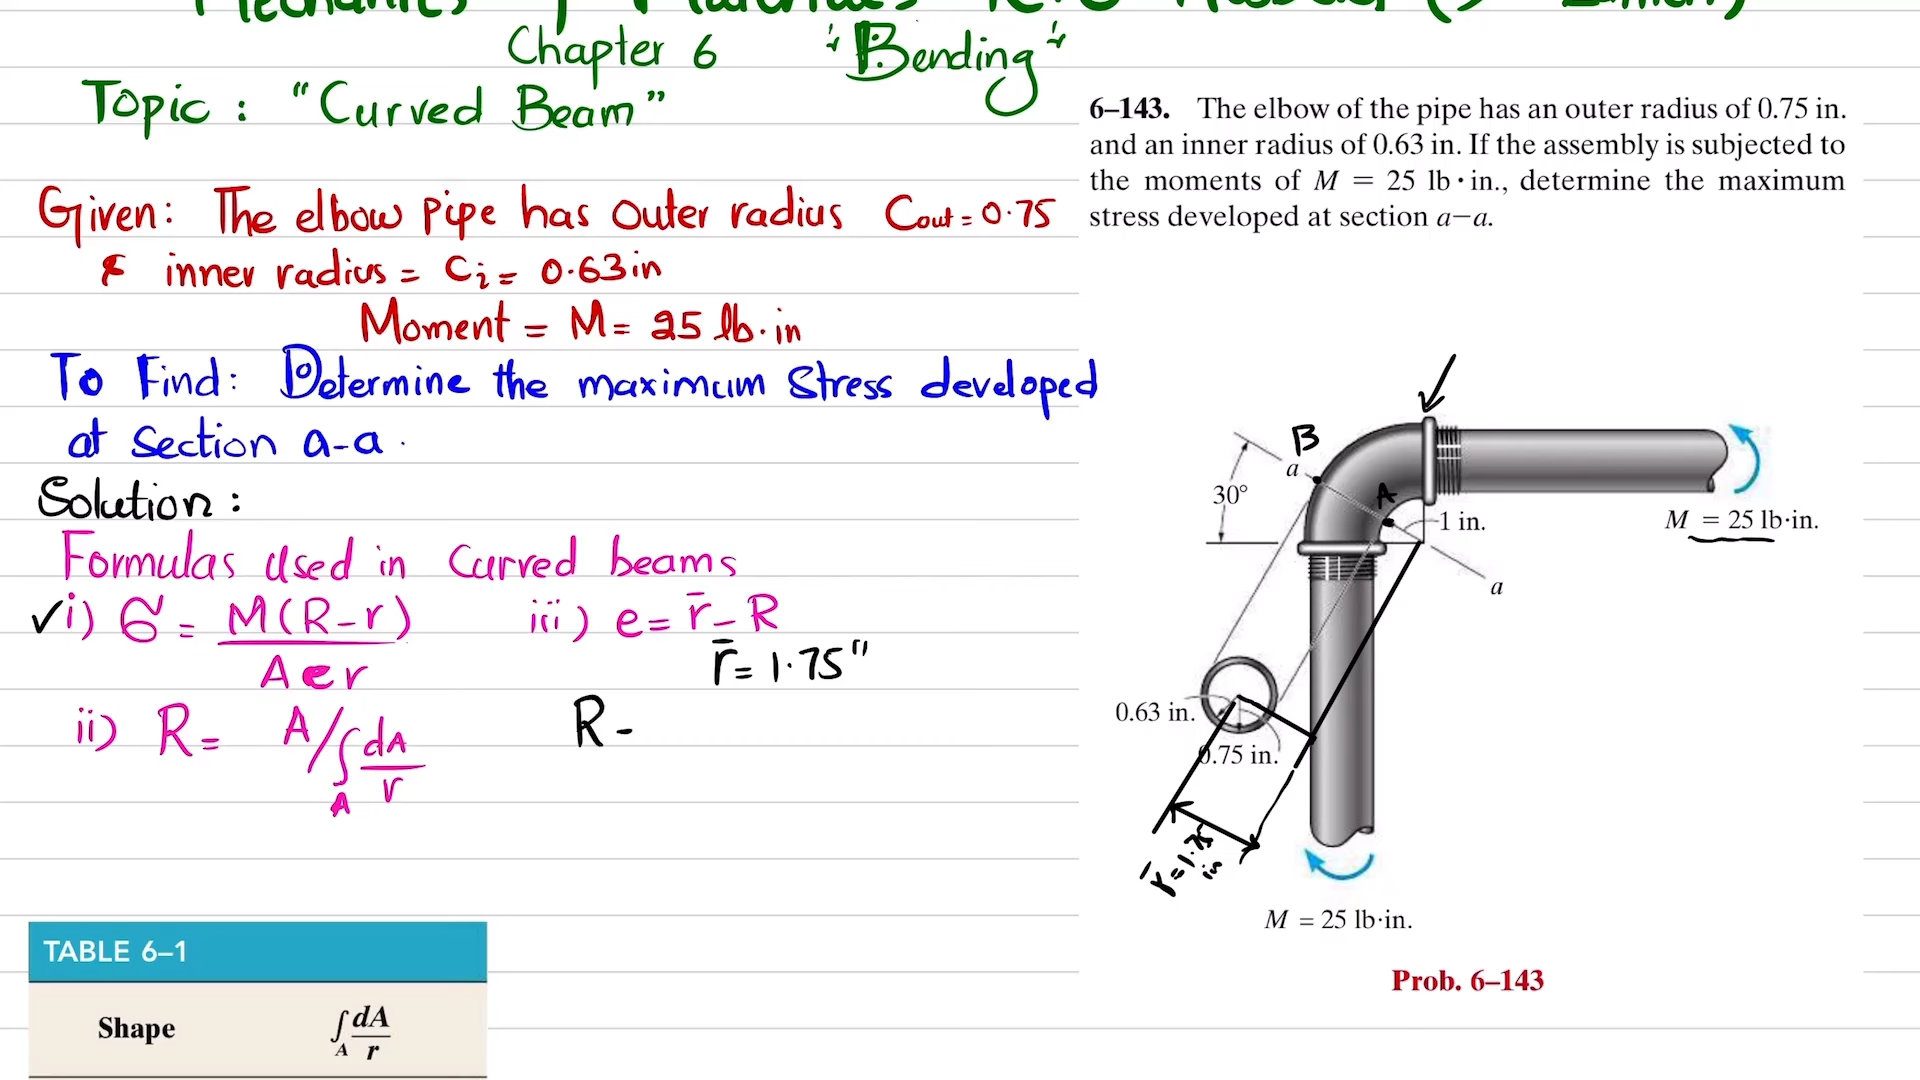 Chapter 6 "Bending"
Topic : "Curved Beam"
Given: The elbow pipe has outer radius Cout = 0.75
& inner radius = Ci = 0.63 in
Moment = M = 25 lb.in
To Find: Determine the maximum stress developed
at section a-a.
Solution :
Formulas used in curved beams
✓i) σ = M(R-r) / A e r
iii) e = r̄ - R
r̄ = 1.75"
ii) R = A/∫A dA/r
R -
TABLE 6–1
Shape ∫A dA/r
6–143. The elbow of the pipe has an outer radius of 0.75 in.
and an inner radius of 0.63 in. If the assembly is subjected to
the moments of M = 25 lb·in., determine the maximum
stress developed at section a–a.
B
a
A
30°
1 in.
M = 25 lb·in.
a
0.63 in.
0.75 in.
r̄ = 1.75
in
M = 25 lb·in.
Prob. 6–143